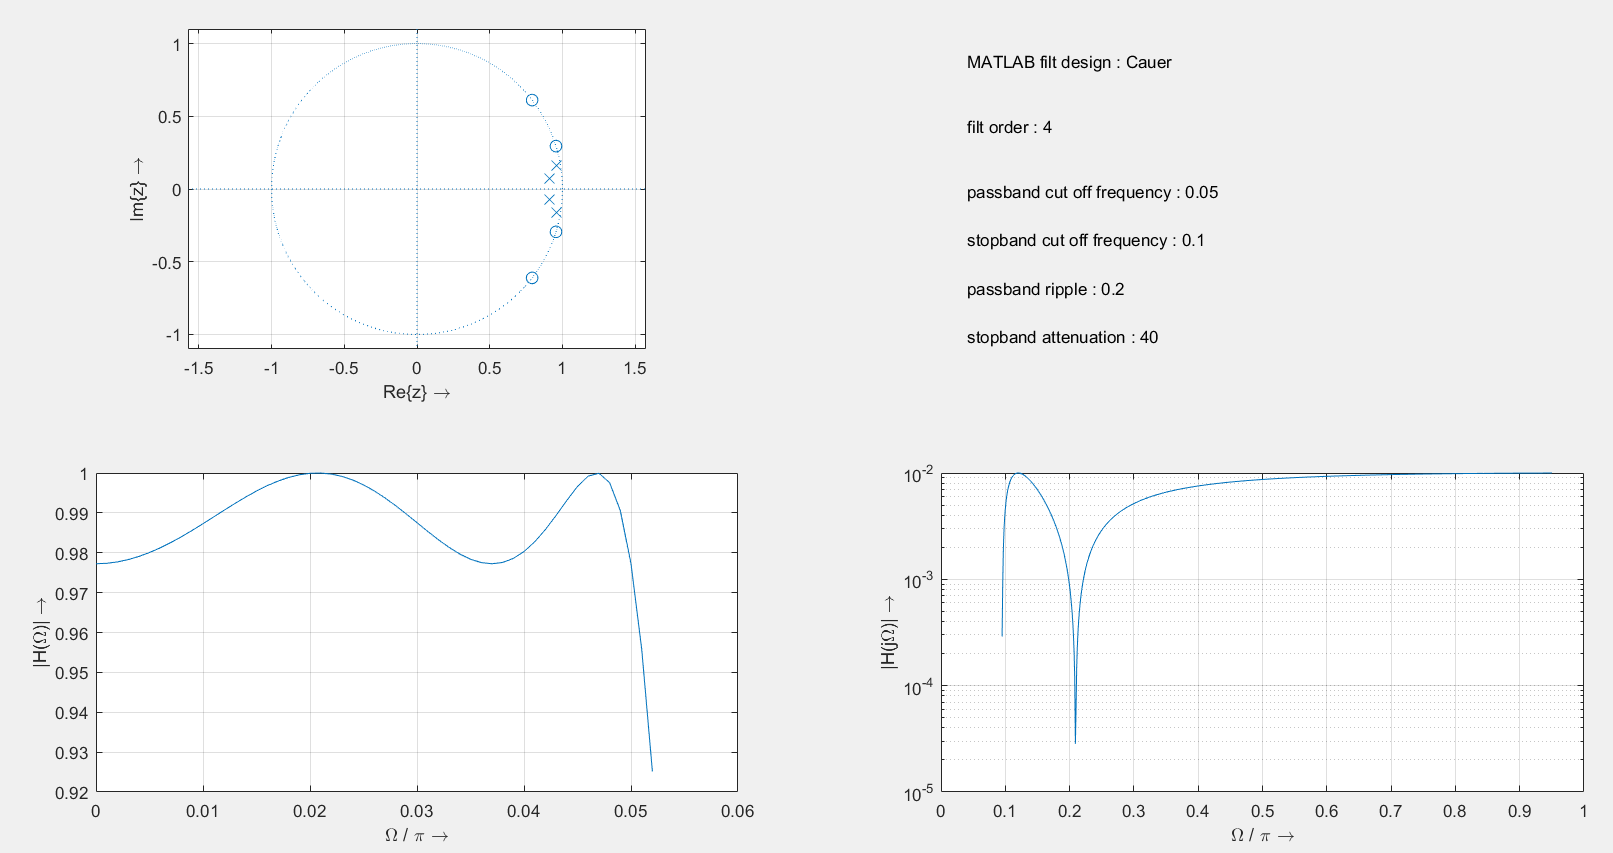 1
0.5
0
-0.5
-1
Im{z} →
-1.5 -1 -0.5 0 0.5 1 1.5
Re{z} →
MATLAB filt design : Cauer
filt order : 4
passband cut off frequency : 0.05
stopband cut off frequency : 0.1
passband ripple : 0.2
stopband attenuation : 40
1
0.99
0.98
0.97
0.96
0.95
0.94
0.93
0.92
|H(Ω)| →
0 0.01 0.02 0.03 0.04 0.05 0.06
Ω / π →
10^-2
10^-3
10^-4
10^-5
|H(jΩ)| →
0 0.1 0.2 0.3 0.4 0.5 0.6 0.7 0.8 0.9 1
Ω / π →